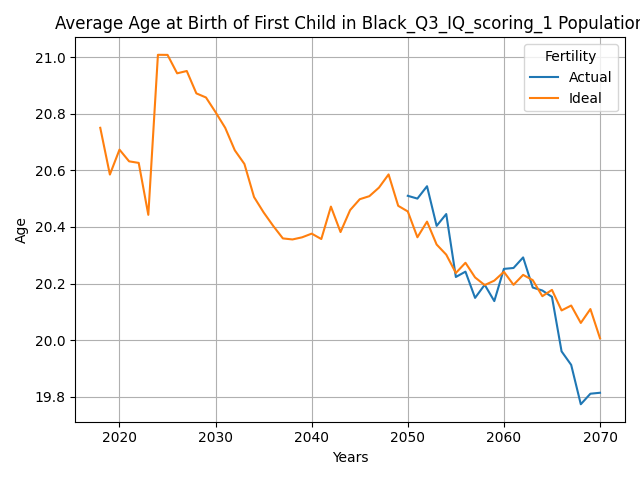 Average Age at Birth of First Child in Black_Q3_IQ_scoring_1 Population
Fertility
Actual
Ideal
21.0
20.8
20.6
20.4
20.2
20.0
19.8
Age
2020 2030 2040 2050 2060 2070
Years